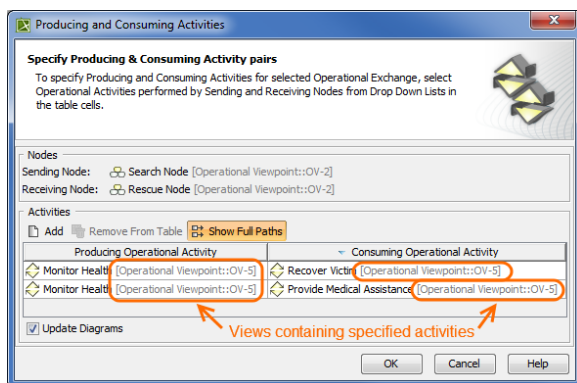 Producing and Consuming Activities
Specify Producing & Consuming Activity pairs
To specify Producing and Consuming Activities for selected Operational Exchange, select
Operational Activities performed by Sending and Receiving Nodes from Drop Down Lists in
the table cells.
Nodes
Sending Node: Search Node [Operational Viewpoint::OV-2]
Receiving Node: Rescue Node [Operational Viewpoint::OV-2]
Activities
Add Remove From Table Show Full Paths
Producing Operational Activity Consuming Operational Activity
Monitor Health [Operational Viewpoint::OV-5] Recover Victim [Operational Viewpoint::OV-5]
Monitor Health [Operational Viewpoint::OV-5] Provide Medical Assistance [Operational Viewpoint::OV-5]
Update Diagrams Views containing specified activities
OK Cancel Help